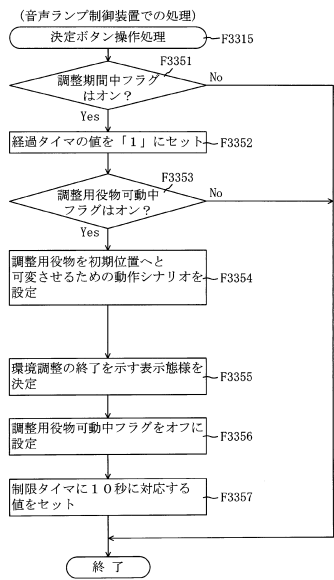 （音声ランプ制御装置での処理）
決定ボタン操作処理
F3315
F3351
調整期間中フラグ
はオン？
No
Yes
経過タイマの値を「１」にセット
F3352
F3353
調整用役物可動中
フラグはオン？
No
Yes
調整用役物を初期位置へと
可変させるための動作シナリオを
設定
F3354
環境調整の終了を示す表示態様を
決定
F3355
調整用役物可動中フラグをオフに
設定
F3356
制限タイマに１０秒に対応する
値をセット
F3357
終 了